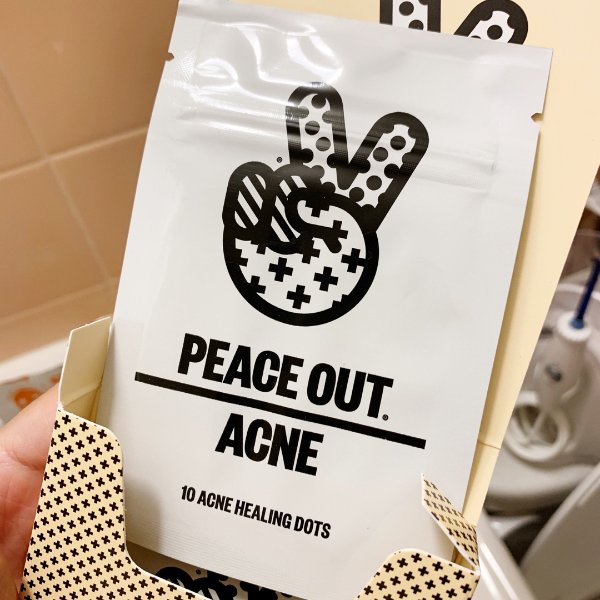 PEACE OUT®
ACNE
10 ACNE HEALING DOTS